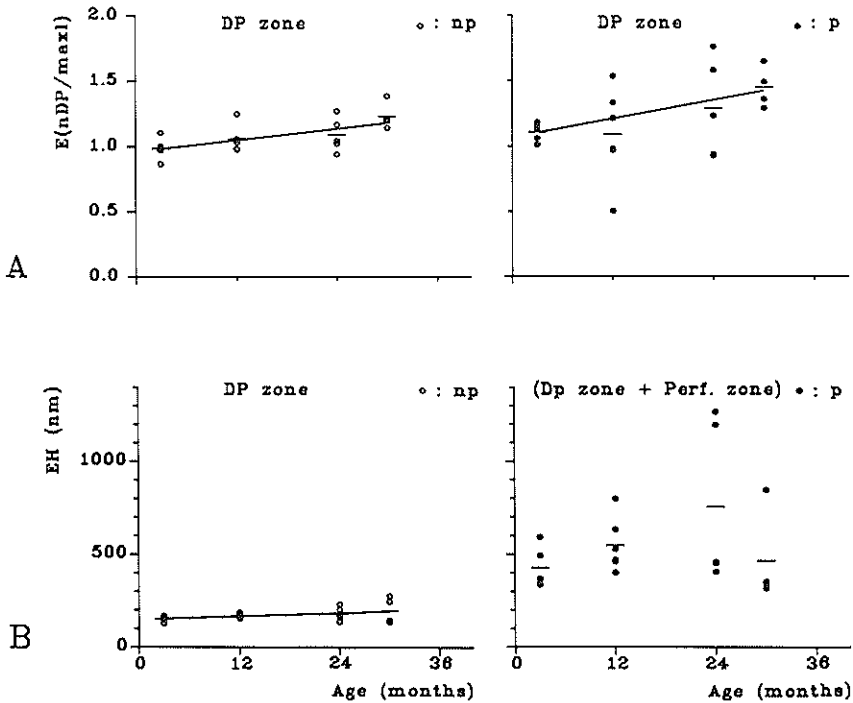 DP zone
○ : np
DP zone
● : p
E(nDP/maxl)
2.0
1.5
1.0
0.5
0.0
A
DP zone
○ : np
(Dp zone + Perf. zone) ● : p
EH (nm)
1000
500
0
B
0 12 24 36
0 12 24 36
Age (months)
Age (months)